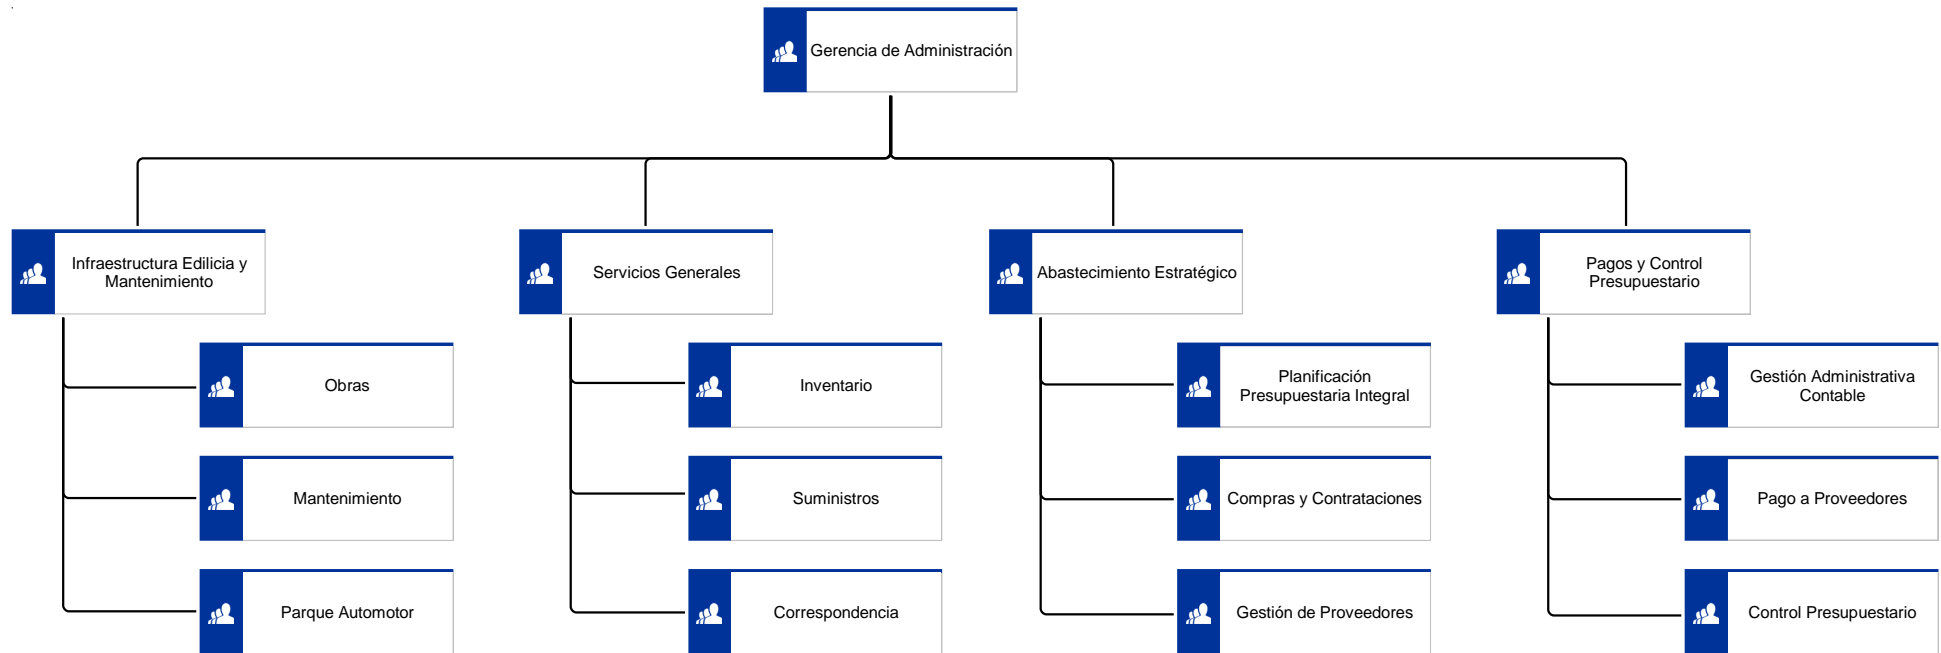 Gerencia de Administración
Infraestructura Edilicia y
Mantenimiento
Servicios Generales
Abastecimiento Estratégico
Pagos y Control
Presupuestario
Obras
Inventario
Planificación
Presupuestaria Integral
Gestión Administrativa
Contable
Mantenimiento
Suministros
Compras y Contrataciones
Pago a Proveedores
Parque Automotor
Correspondencia
Gestión de Proveedores
Control Presupuestario